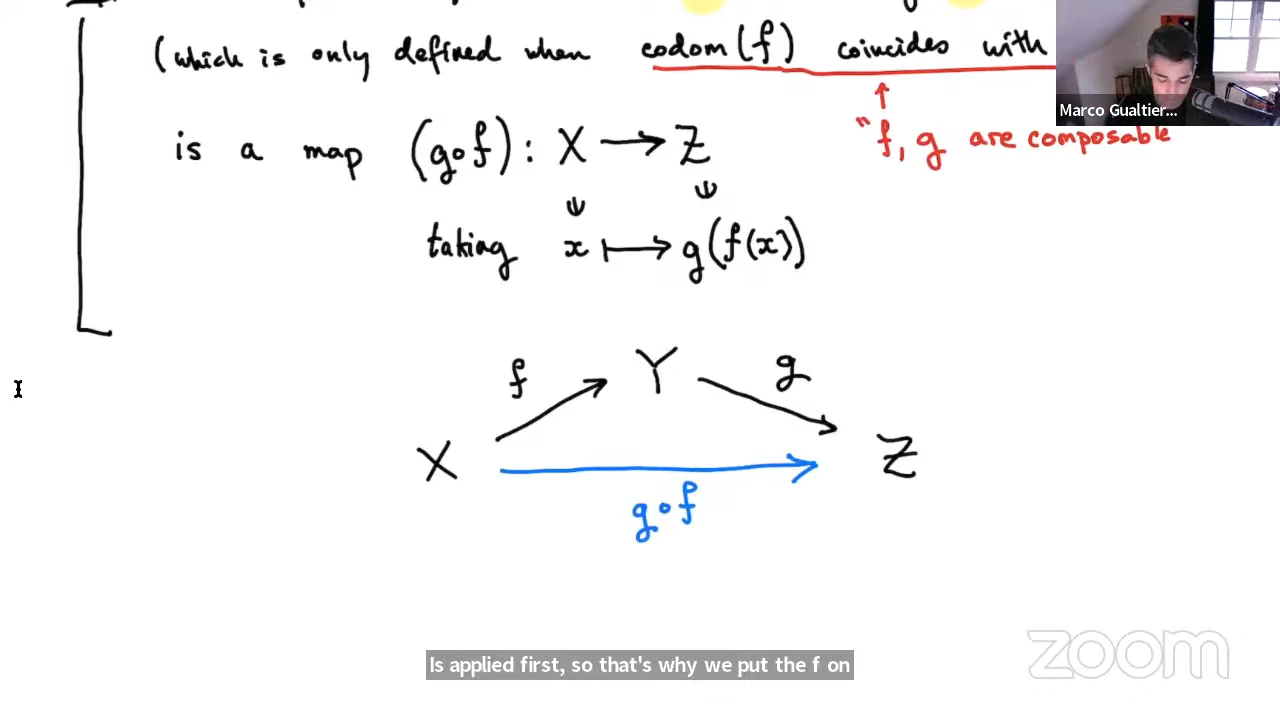 (which is only defined when codom(f) coincides with
Marco Gualtier...
"f, g are composable
is a map (g∘f): X → Z
taking x ↦ g(f(x))
f Y g
X Z
g∘f
Is applied first, so that's why we put the f on
zoom